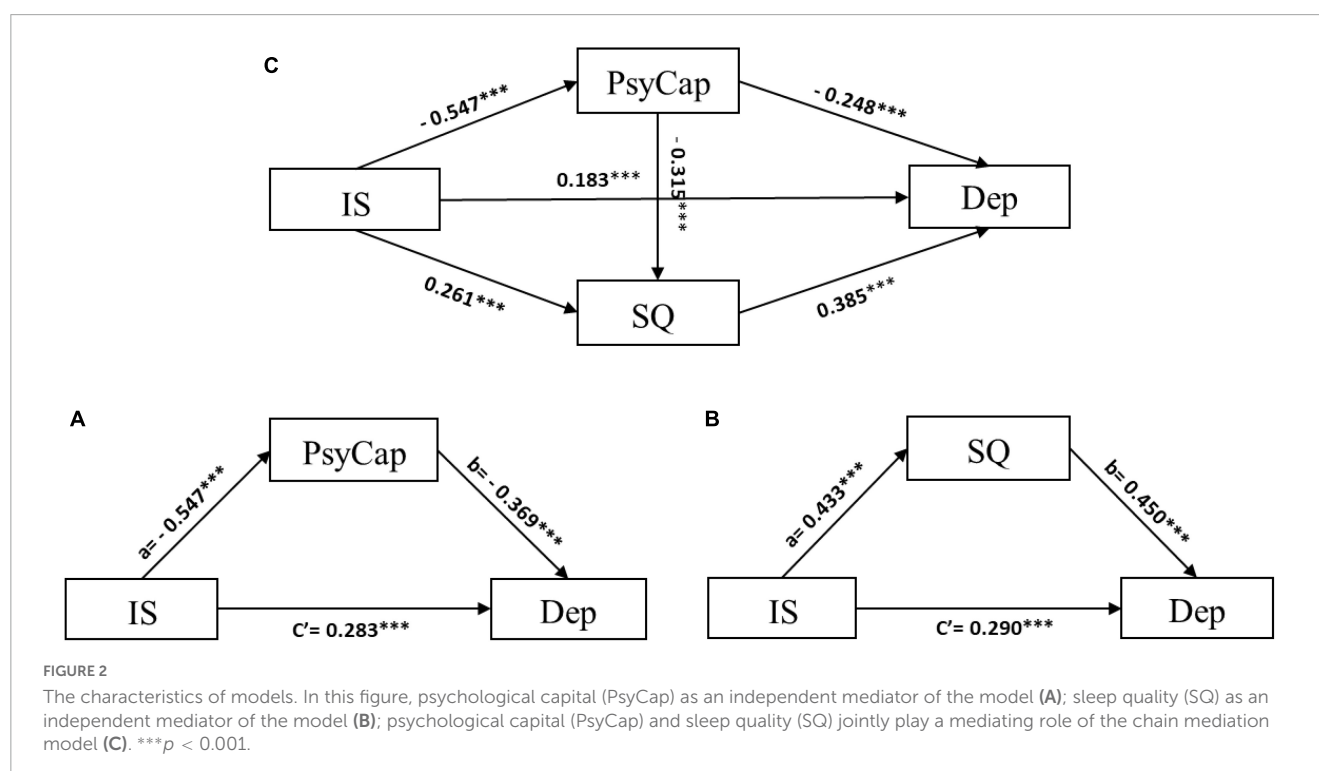 C
PsyCap
- 0.547***
- 0.248***
- 0.315***
0.183***
IS
Dep
0.261***
SQ
0.385***
A
PsyCap
a= - 0.547***
b= - 0.369***
IS
Dep
C’= 0.283***
B
SQ
a= 0.433***
b= 0.450***
IS
Dep
C’= 0.290***
FIGURE 2
The characteristics of models. In this figure, psychological capital (PsyCap) as an independent mediator of the model (A); sleep quality (SQ) as an
independent mediator of the model (B); psychological capital (PsyCap) and sleep quality (SQ) jointly play a mediating role of the chain mediation
model (C). ***p < 0.001.